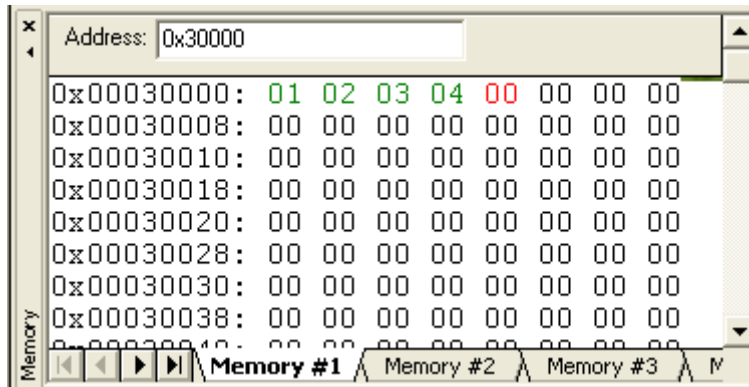 Address: 0x30000
0x00030000: 01 02 03 04 00 00 00 00
0x00030008: 00 00 00 00 00 00 00 00
0x00030010: 00 00 00 00 00 00 00 00
0x00030018: 00 00 00 00 00 00 00 00
0x00030020: 00 00 00 00 00 00 00 00
0x00030028: 00 00 00 00 00 00 00 00
0x00030030: 00 00 00 00 00 00 00 00
0x00030038: 00 00 00 00 00 00 00 00
Memory
Memory #1 Memory #2 Memory #3